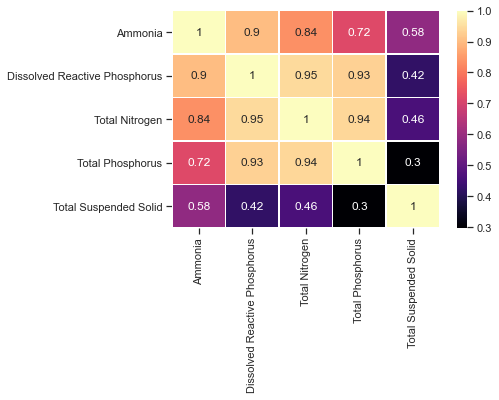 Ammonia 1 0.9 0.84 0.72 0.58
Dissolved Reactive Phosphorus 0.9 1 0.95 0.93 0.42
Total Nitrogen 0.84 0.95 1 0.94 0.46
Total Phosphorus 0.72 0.93 0.94 1 0.3
Total Suspended Solid 0.58 0.42 0.46 0.3 1
Ammonia
Dissolved Reactive Phosphorus
Total Nitrogen
Total Phosphorus
Total Suspended Solid
1.0
0.9
0.8
0.7
0.6
0.5
0.4
0.3